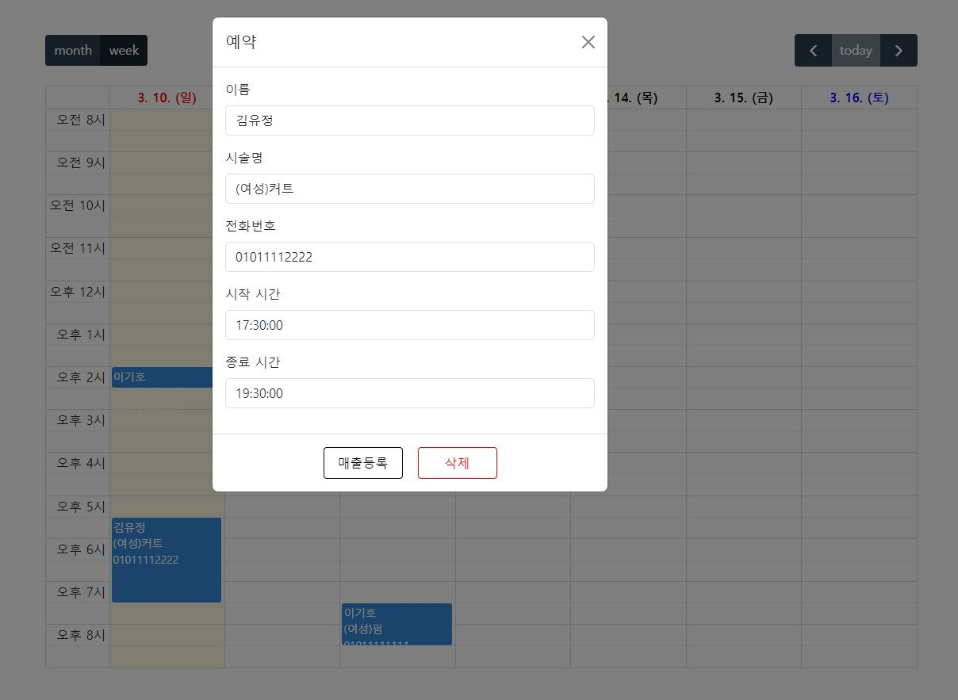 month week
today
예약
이름
김유정
시술명
(여성)커트
전화번호
01011112222
시작 시간
17:30:00
종료 시간
19:30:00
매출등록 삭제
3. 10. (일) . 14. (목) 3. 15. (금) 3. 16. (토)
오전 8시
오전 9시
오전 10시
오전 11시
오후 12시
오후 1시
오후 2시
이기호
오후 3시
오후 4시
오후 5시
김유정
(여성)커트
01011112222
오후 6시
오후 7시
이기호
(여성)펌
01011111111
오후 8시